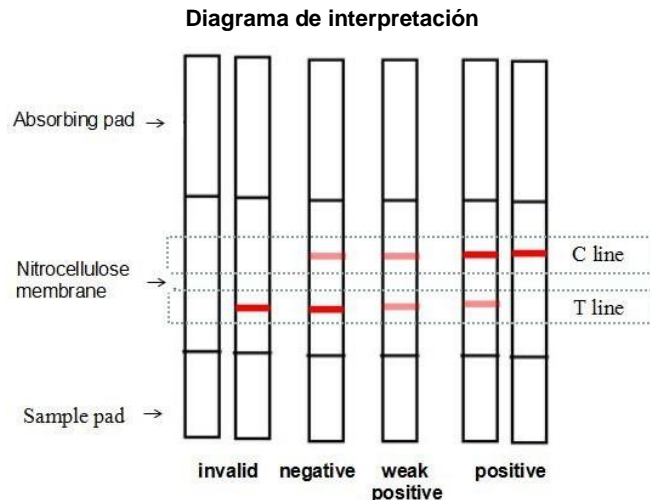 Diagrama de interpretación
Absorbing pad
C line
Nitrocellulose
membrane
T line
Sample pad
invalid negative weak positive
positive